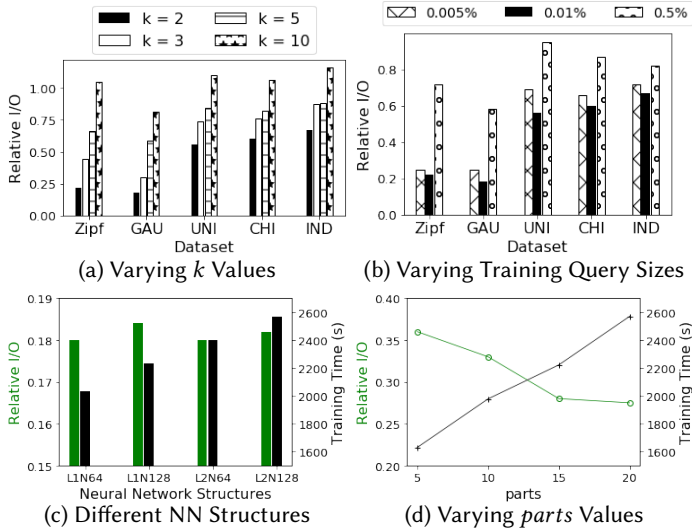 k = 2
k = 5
k = 3
k = 10
Relative I/O
1.00
0.75
0.50
0.25
0.00
Zipf GAU UNI CHI IND
Dataset
(a) Varying k Values
0.005% 0.01% 0.5%
Relative I/O
0.8
0.6
0.4
0.2
0.0
Zipf GAU UNI CHI IND
Dataset
(b) Varying Training Query Sizes
Relative I/O
0.19
0.18
0.17
0.16
0.15
2600
2400
2200
2000
1800
1600
Training Time (s)
L1N64 L1N128 L2N64 L2N128
Neural Network Structures
(c) Different NN Structures
Relative I/O
0.40
0.35
0.30
0.25
0.20
2600
2400
2200
2000
1800
1600
Training Time (s)
5 10 15 20
parts
(d) Varying parts Values